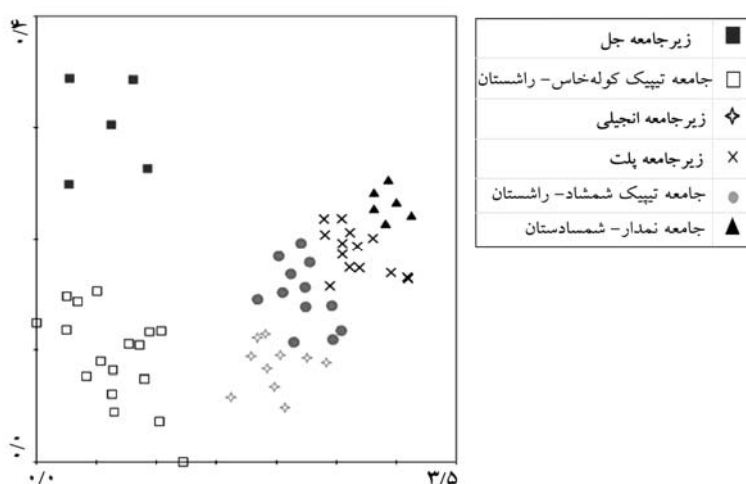 ۰/۴
۰/۰
۰/۰
۳/۵
زیرجامعه جل
جامعه تیپیک کوله‌خاس- راشستان
زیرجامعه انجیلی
زیرجامعه پلت
جامعه تیپیک شمشاد- راشستان
جامعه نمدار- شمسادستان